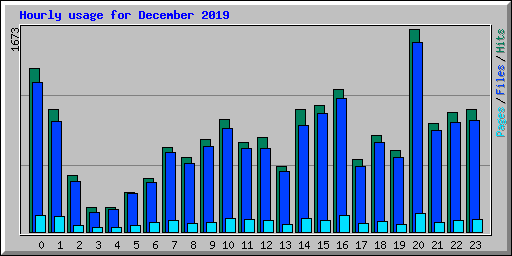 Hourly usage for December 2019
1673
Pages/Files/Hits
0 1 2 3 4 5 6 7 8 9 10 11 12 13 14 15 16 17 18 19 20 21 22 23